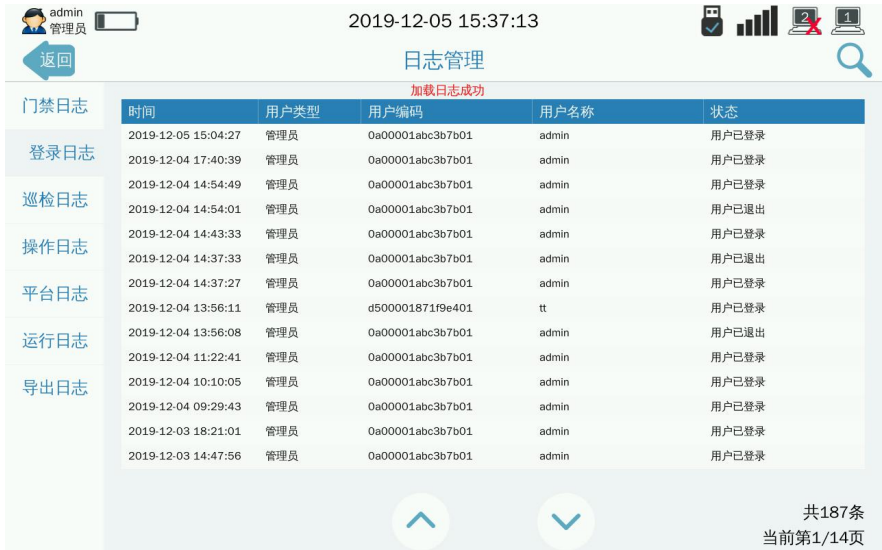 admin
管理员
2019-12-05 15:37:13
2
1
返回
日志管理
加载日志成功
门禁日志
登录日志
巡检日志
操作日志
平台日志
运行日志
导出日志
时间 用户类型 用户编码 用户名称 状态
2019-12-05 15:04:27 管理员 0a00001abc3b7b01 admin 用户已登录
2019-12-04 17:40:39 管理员 0a00001abc3b7b01 admin 用户已登录
2019-12-04 14:54:49 管理员 0a00001abc3b7b01 admin 用户已登录
2019-12-04 14:54:01 管理员 0a00001abc3b7b01 admin 用户已退出
2019-12-04 14:43:33 管理员 0a00001abc3b7b01 admin 用户已登录
2019-12-04 14:37:33 管理员 0a00001abc3b7b01 admin 用户已退出
2019-12-04 14:37:27 管理员 0a00001abc3b7b01 admin 用户已登录
2019-12-04 13:56:11 管理员 d500001871f9e401 tt 用户已登录
2019-12-04 13:56:08 管理员 0a00001abc3b7b01 admin 用户已退出
2019-12-04 11:22:41 管理员 0a00001abc3b7b01 admin 用户已登录
2019-12-04 10:10:05 管理员 0a00001abc3b7b01 admin 用户已登录
2019-12-04 09:29:43 管理员 0a00001abc3b7b01 admin 用户已登录
2019-12-03 18:21:01 管理员 0a00001abc3b7b01 admin 用户已登录
2019-12-03 14:47:56 管理员 0a00001abc3b7b01 admin 用户已登录
共187条
当前第1/14页